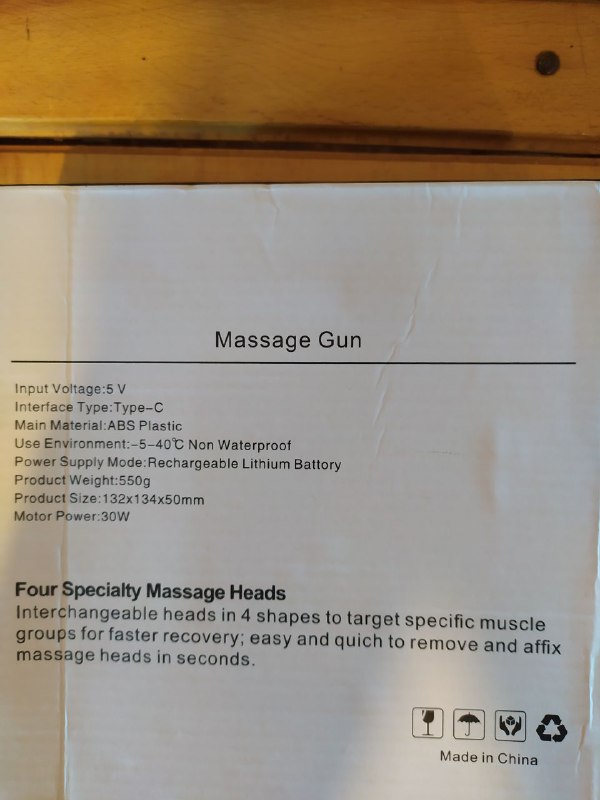 Massage Gun
Input Voltage:5 V
Interface Type:Type-C
Main Material:ABS Plastic
Use Environment:-5-40℃ Non Waterproof
Power Supply Mode:Rechargeable Lithium Battory
Product Weight:550g
Product Size:132x134x50mm
Motor Power:30W
Four Specialty Massage Heads
Interchangeable heads in 4 shapes to target specific muscle
groups for faster recovery; easy and quich to remove and affix
massage heads in seconds.
Made in China